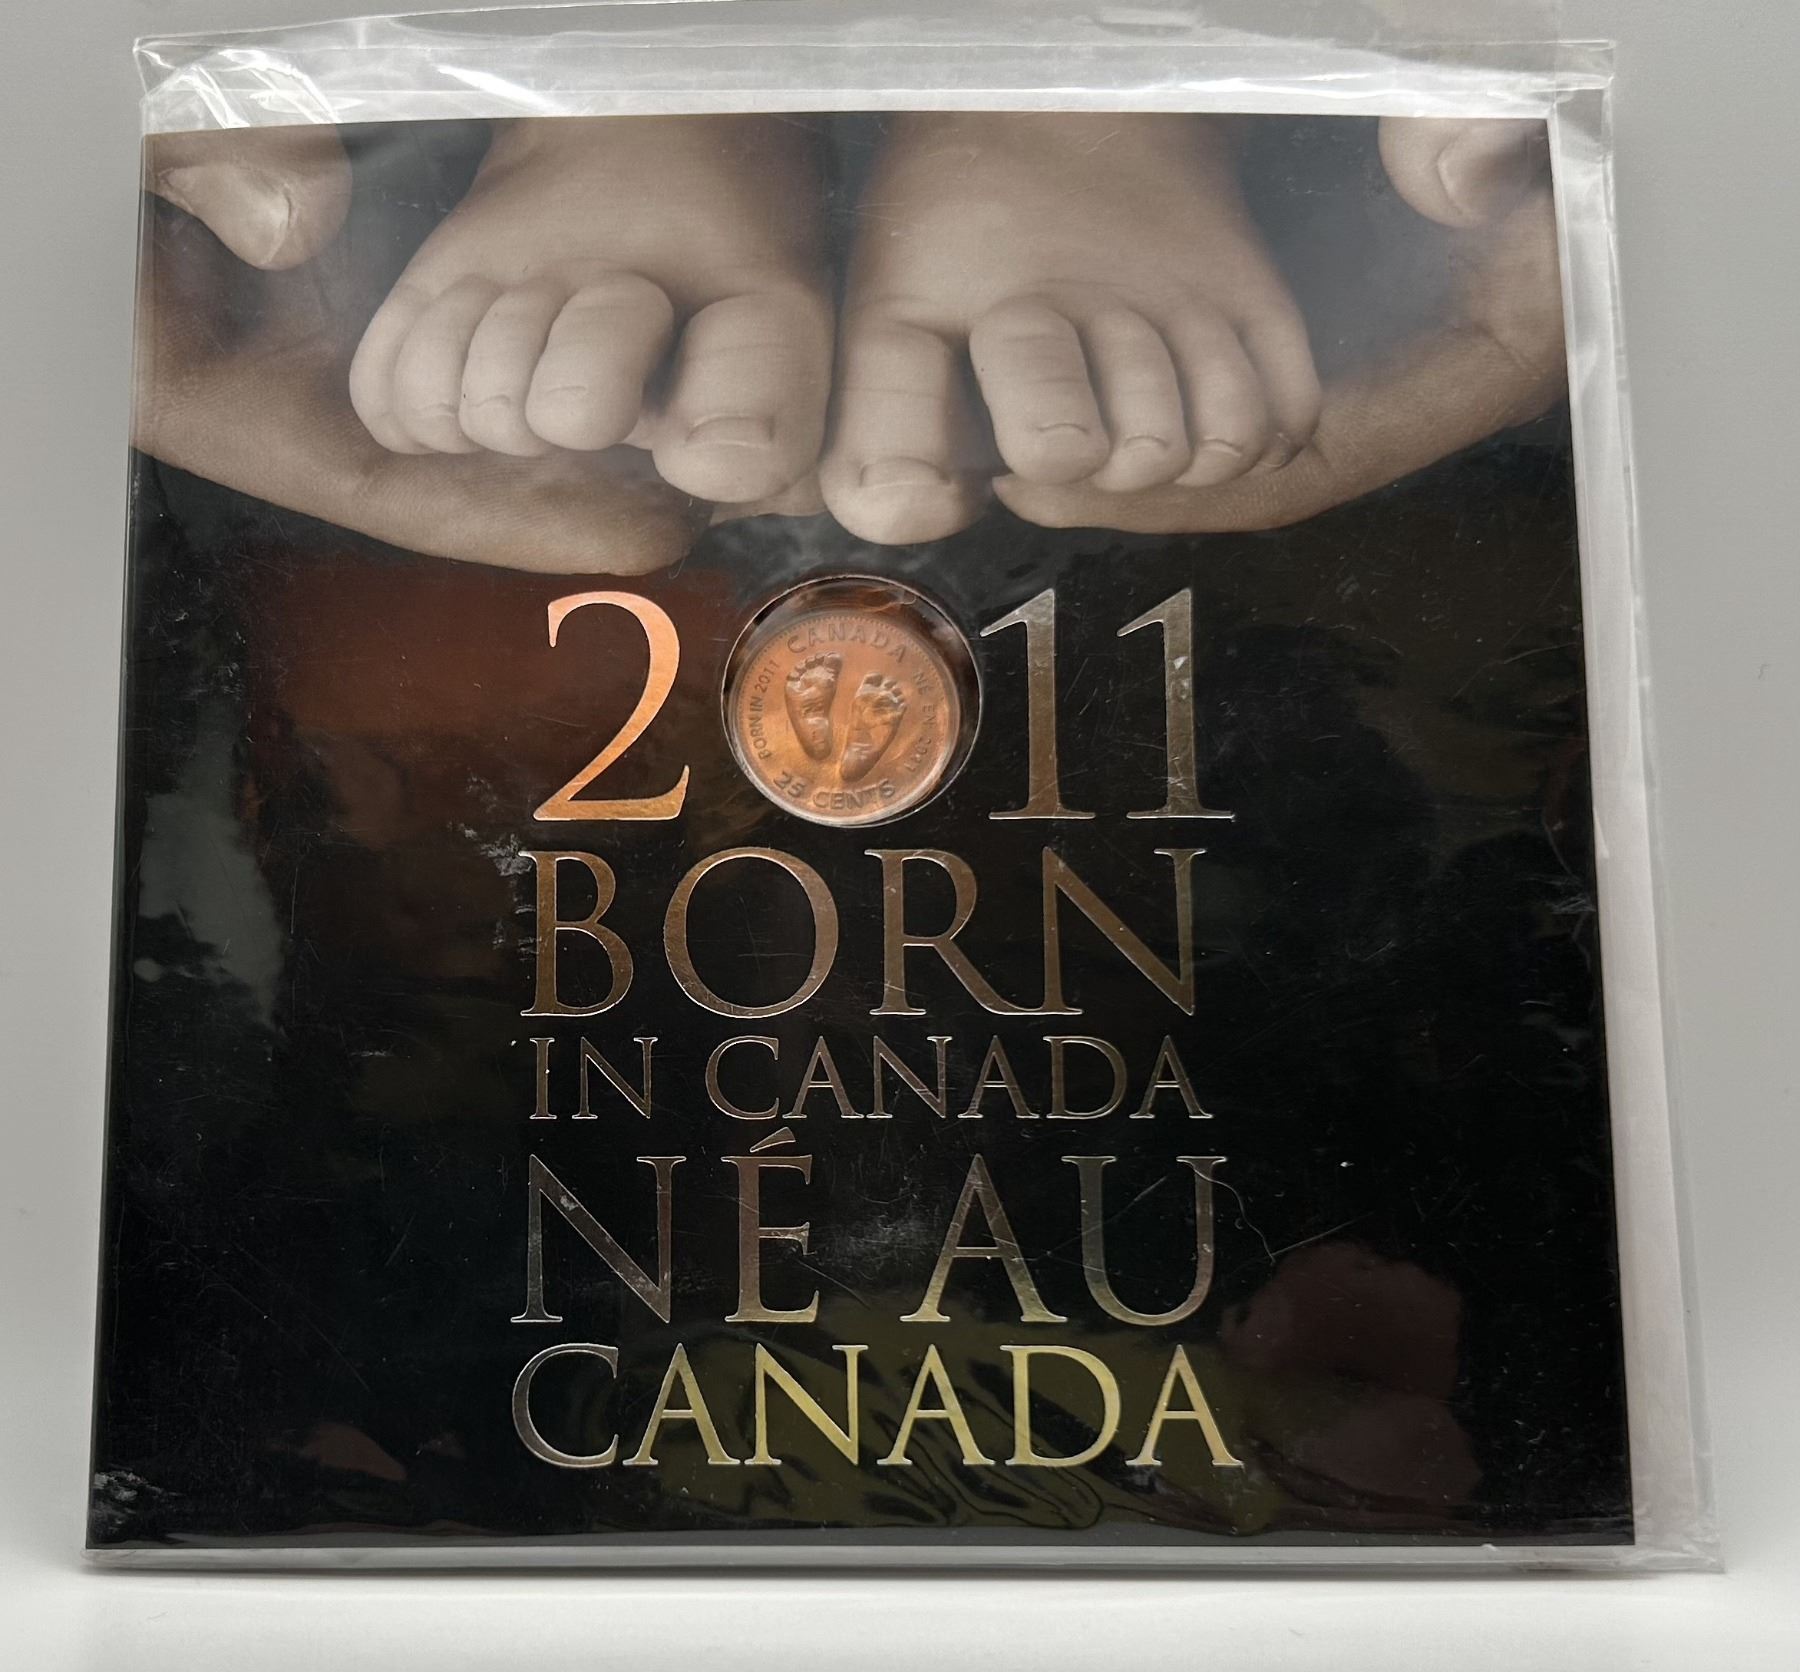 2011
CANADA
BORN IN 2011
NÉ EN 2011
25 CENTS
BORN
IN CANADA
NÉ AU
CANADA